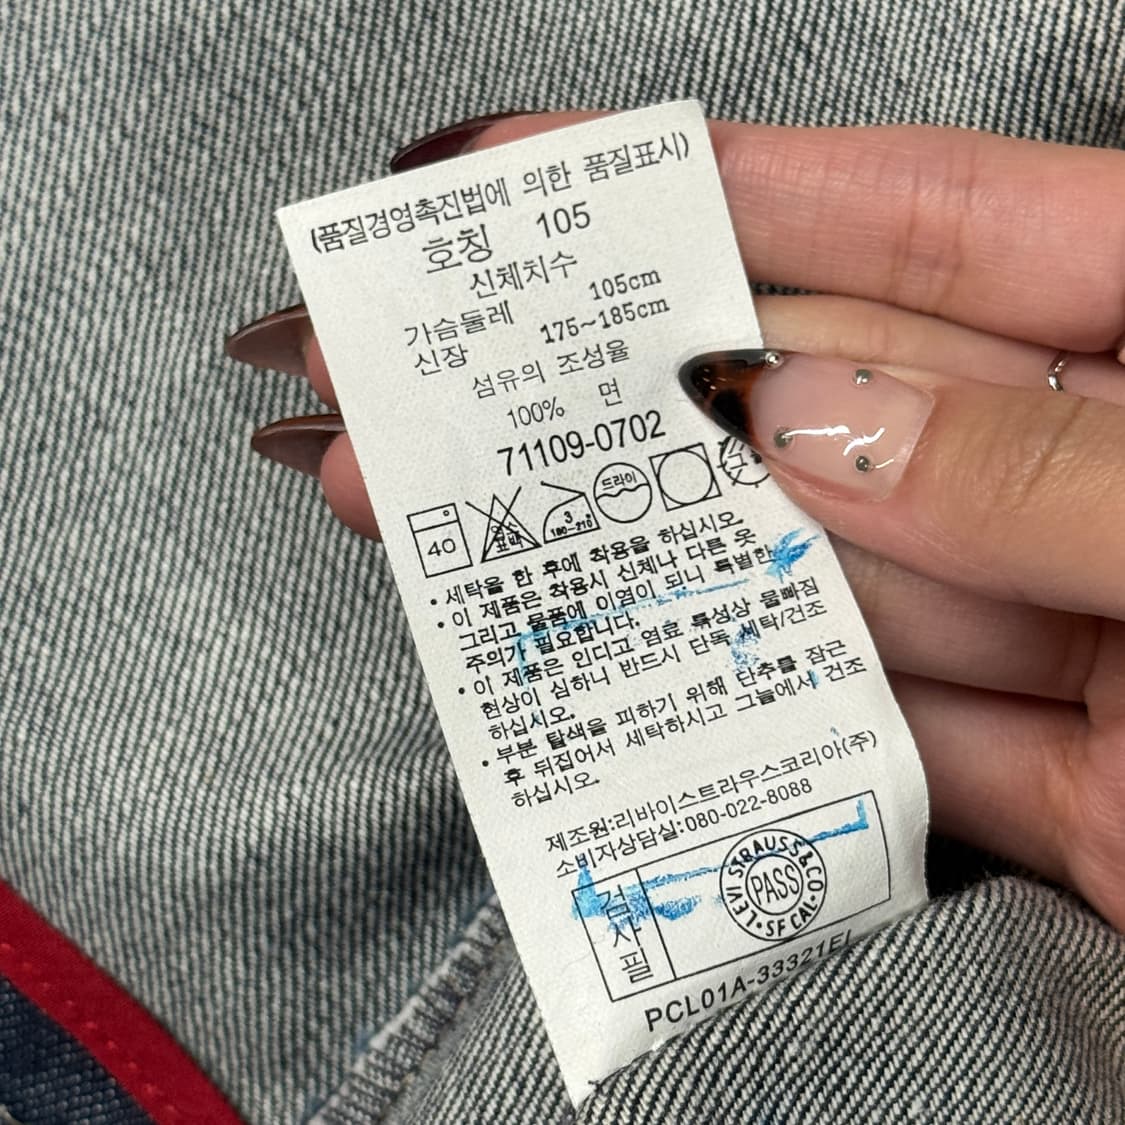 (품질경영촉진법에 의한 품질표시)
호칭 105
신체치수
가슴둘레 105cm
신장 175~185cm
섬유의 조성율
100% 면
71109-0702
40
염소
표백
3
180-210°
드라이
• 세탁을 한 후에 착용을 하십시오.
• 이 제품은 착용시 신체나 다른 옷
그리고 물품에 이염이 되니 특별한
주의가 필요합니다.
• 이 제품은 인디고 염료 특성상 물빠짐
현상이 심하니 반드시 단독 세탁/건조
하십시오.
• 부분 탈색을 피하기 위해 단추를 잠근
후 뒤집어서 세탁하시고 그늘에서 건조
하십시오.
제조원:리바이스트라우스코리아(주)
소비자상담실:080-022-8088
검사필
LEVI STRAUSS & CO
PASS
• SF CAL •
PCL01A-33321EI